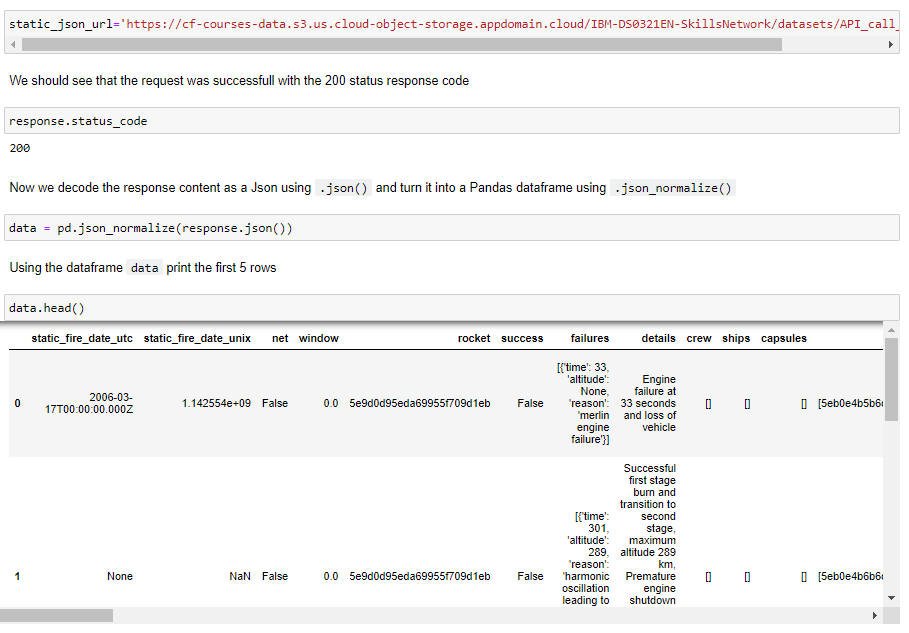 static_json_url='https://cf-courses-data.s3.us.cloud-object-storage.appdomain.cloud/IBM-DS0321EN-SkillsNetwork/datasets/API_call_
We should see that the request was successfull with the 200 status response code
response.status_code
200
Now we decode the response content as a Json using .json() and turn it into a Pandas dataframe using .json_normalize()
data = pd.json_normalize(response.json())
Using the dataframe data print the first 5 rows
data.head()
static_fire_date_utc static_fire_date_unix net window rocket success failures details crew ships capsules
[{'time': 33,
'altitude':
None,
'reason':
'merlin
engine
failure'}]
Engine
failure at
33 seconds
and loss of
vehicle
0 2006-03-
17T00:00:00.000Z
1.142554e+09 False 0.0 5e9d0d95eda69955f709d1eb False [] [] [] [5eb0e4b5b6c
[{'time':
301,
'altitude':
289,
'reason':
'harmonic
oscillation
leading to
Successful
first stage
burn and
transition to
second
stage,
maximum
altitude 289
km,
Premature
engine
shutdown
1 None NaN False 0.0 5e9d0d95eda69955f709d1eb False [] [] [] [5eb0e4b6b6c